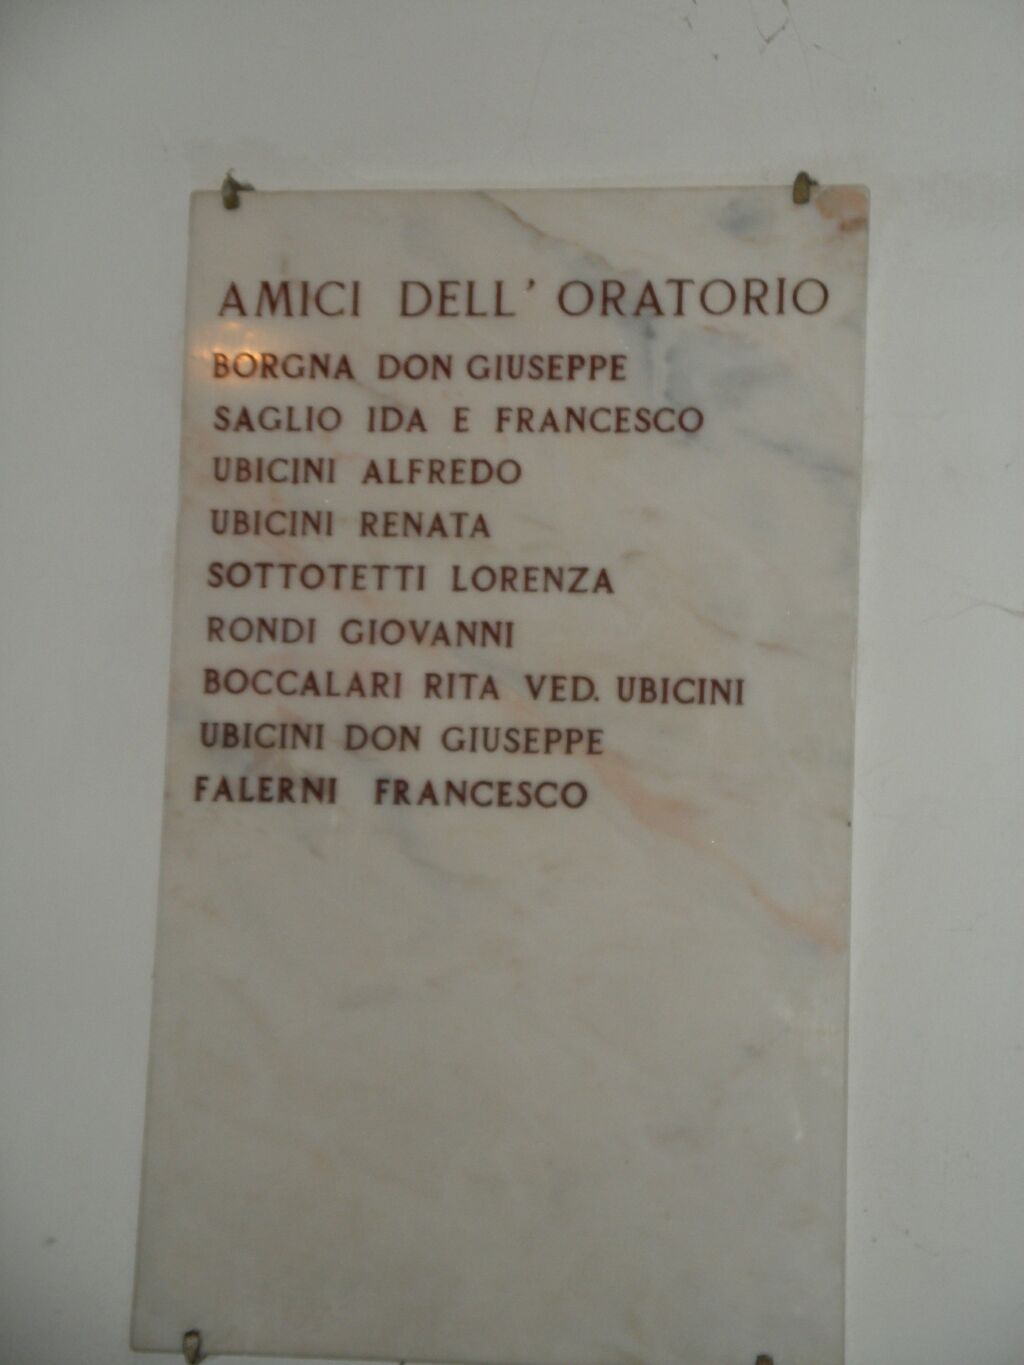 AMICI DELL' ORATORIO
BORGNA DON GIUSEPPE
SAGLIO IDA E FRANCESCO
UBICINI ALFREDO
UBICINI RENATA
SOTTOTETTI LORENZA
RONDI GIOVANNI
BOCCALARI RITA VED. UBICINI
UBICINI DON GIUSEPPE
FALERNI FRANCESCO